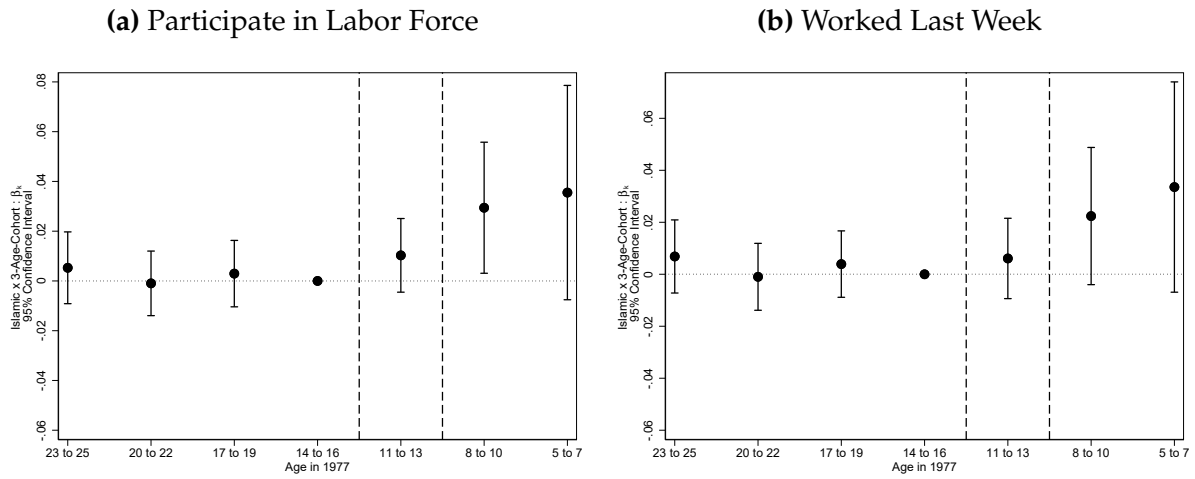 (a) Participate in Labor Force
Islamic x 3-Age-Cohort : βk
95% Confidence Interval
.08
.06
.04
.02
0
-.02
-.04
-.06
23 to 25 20 to 22 17 to 19 14 to 16 11 to 13 8 to 10 5 to 7
Age in 1977
(b) Worked Last Week
Islamic x 3-Age-Cohort : βk
95% Confidence Interval
.06
.04
.02
0
-.02
-.04
-.06
23 to 25 20 to 22 17 to 19 14 to 16 11 to 13 8 to 10 5 to 7
Age in 1977